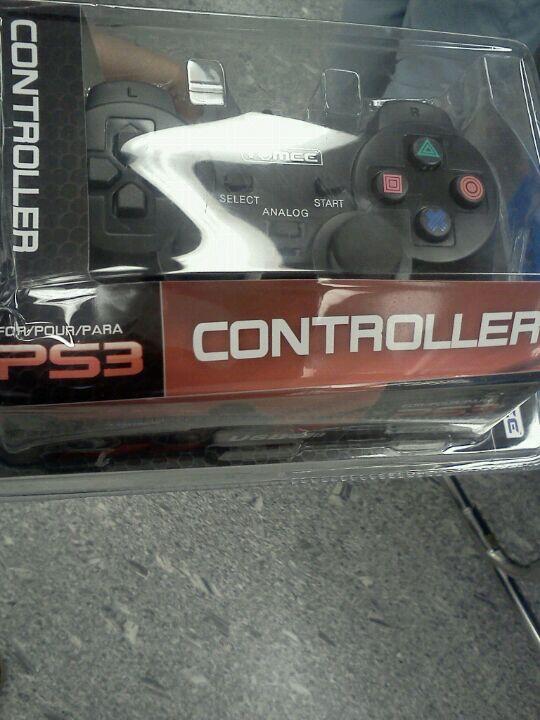 CONTROLLER
L
R
SELECT
START
ANALOG
FOR/POUR/PARA
PS3
CONTROLLER